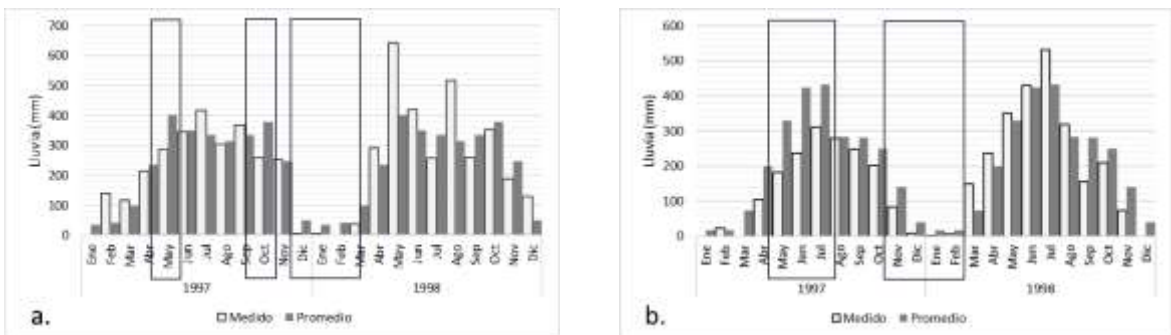 700
600
500
400
300
200
100
0
Lluvia (mm)
Ene Feb Mar Abr May Jun Jul Ago Sep Oct Nov Dic Ene Feb Mar Abr May Jun Jul Ago Sep Oct Nov Dic
1997 1998
a. Medido Promedio
600
500
400
300
200
100
0
Lluvia (mm)
Ene Feb Mar Abr May Jun Jul Ago Sep Oct Nov Dic Ene Feb Mar Abr May Jun Jul Ago Sep Oct Nov Dic
1997 1998
b. Medido Promedio